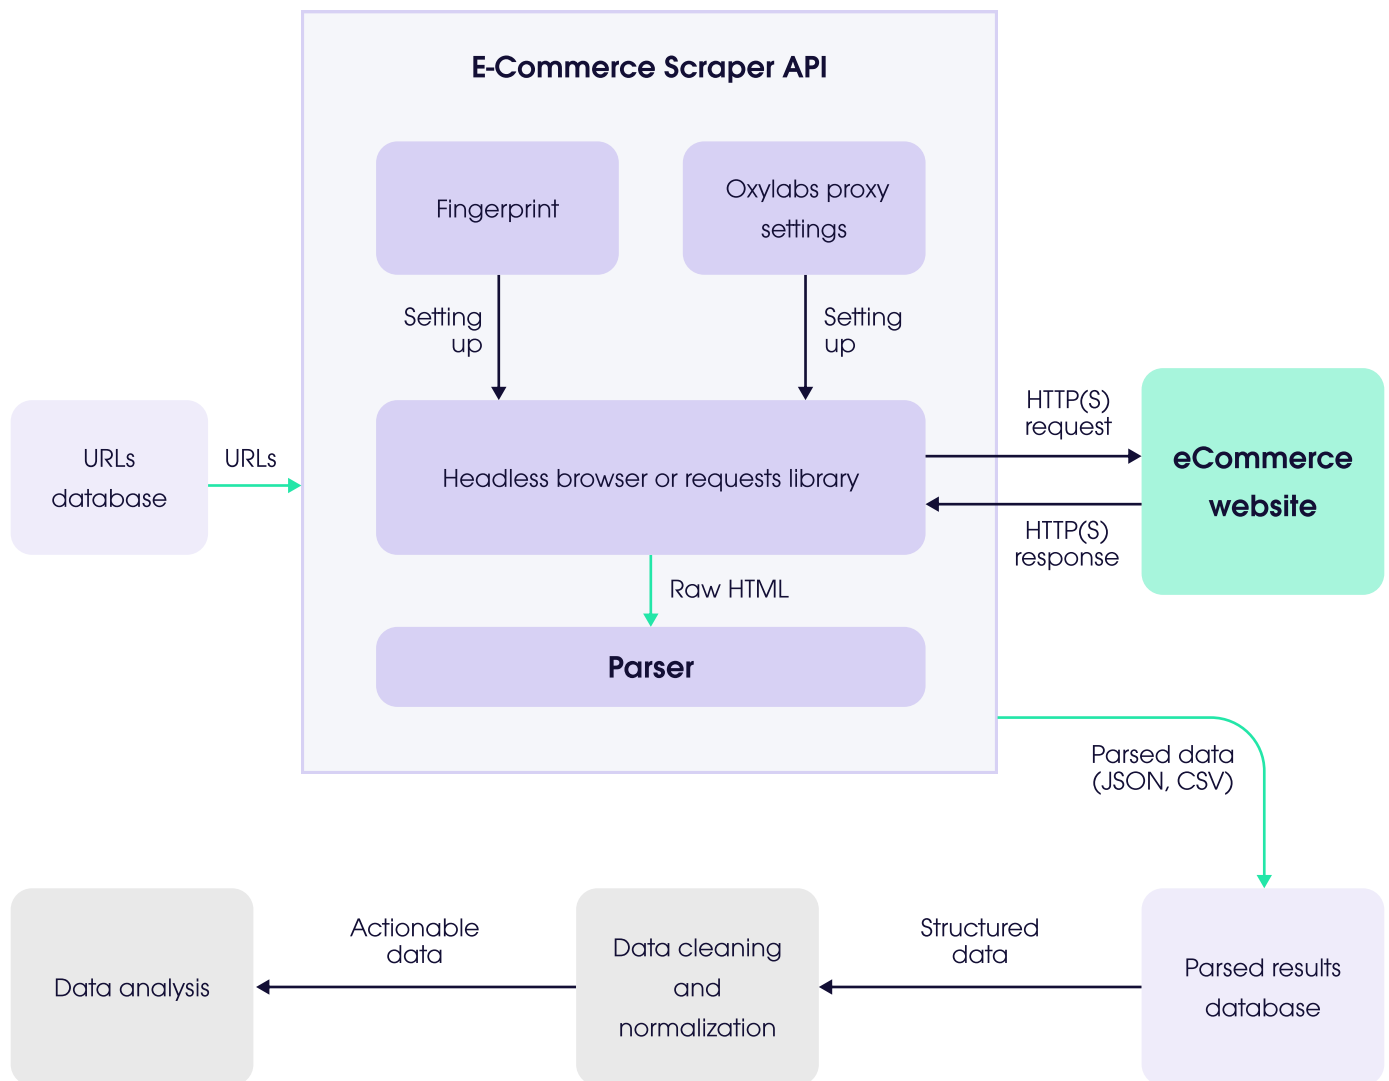 E-Commerce Scraper API
Fingerprint
Oxylabs proxy
settings
Setting
up
Setting
up
URLs
database
URLs
Headless browser or requests library
HTTP(S)
request
HTTP(S)
response
eCommerce
website
Raw HTML
Parser
Parsed data
(JSON, CSV)
Data analysis
Actionable
data
Data cleaning
and
normalization
Structured
data
Parsed results
database